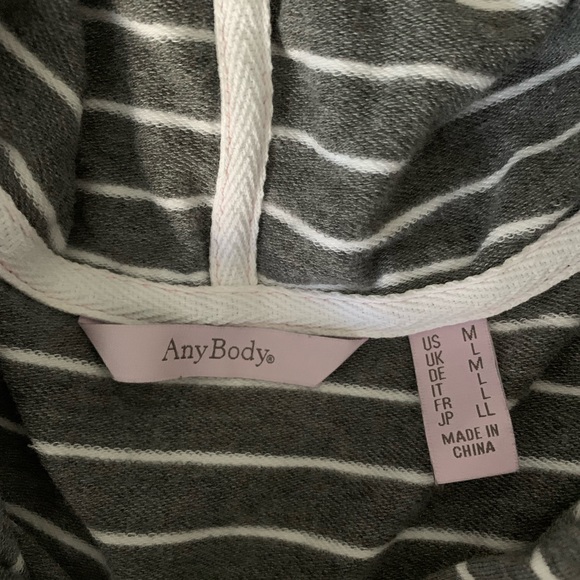 AnyBody®
US M
UK L
DE M
IT L
FR L
JP LL
MADE IN
CHINA